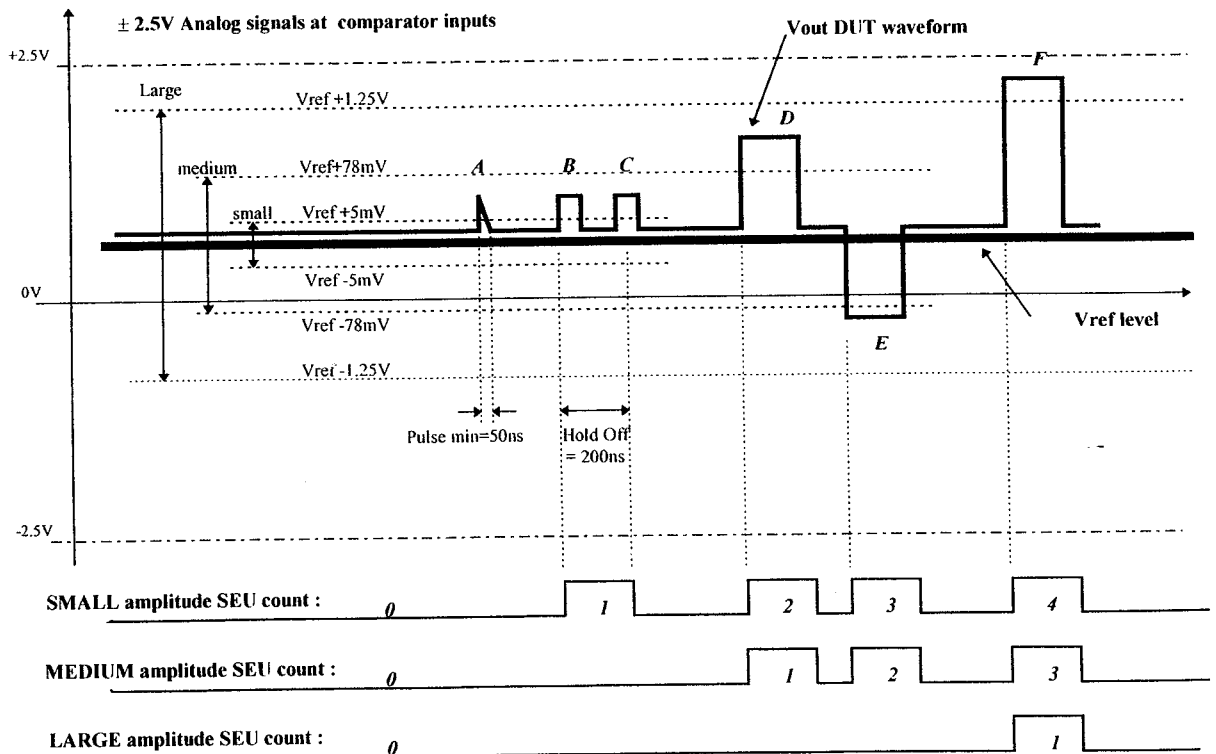 ± 2.5V Analog signals at comparator inputs
Vout DUT waveform
+2.5V
F
Large
Vref +1.25V
D
medium
Vref+78mV
A
B
C
small
Vref +5mV
Vref -5mV
0V
Vref -78mV
Vref level
E
Vref -1.25V
Pulse min=50ns
Hold Off
= 200ns
-2.5V
SMALL amplitude SEU count :
0
1
2
3
4
MEDIUM amplitude SEU count :
0
1
2
3
LARGE amplitude SEU count :
0
1